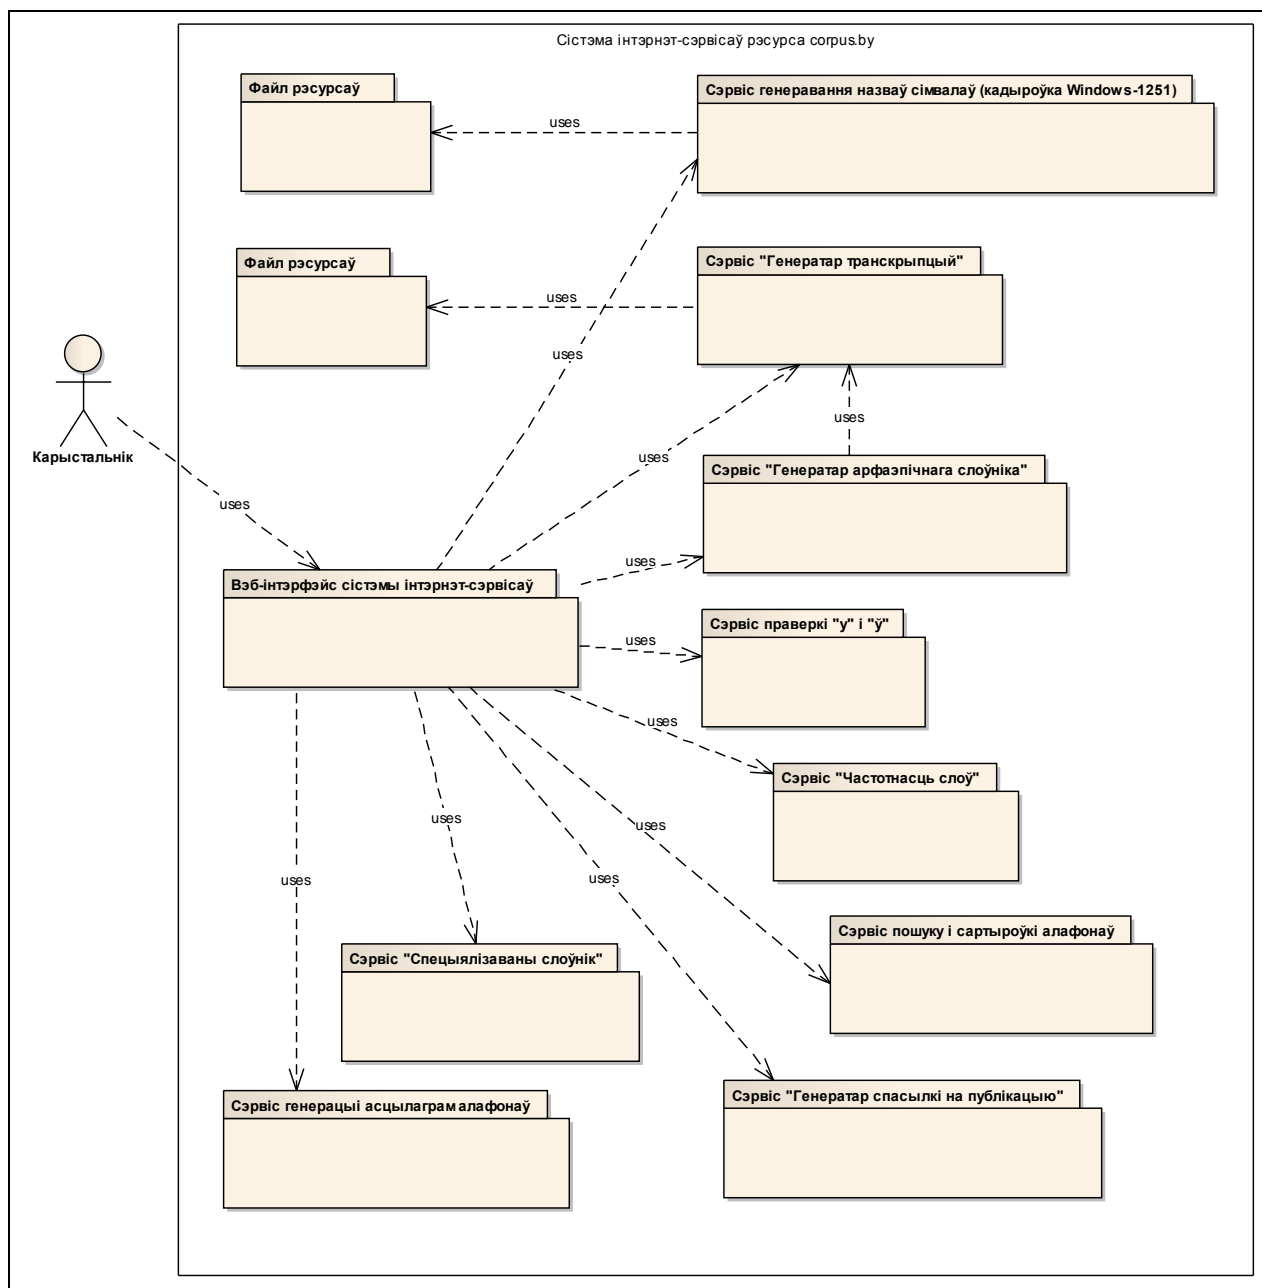 Сістэма інтэрнэт-сэрвісаў рэсурса corpus.by
Файл рэсурсаў
Сэрвіс генеравання назваў сімвалаў (кадыроўка Windows-1251)
uses
Файл рэсурсаў
Сэрвіс "Генератар транскрыпцый"
uses
uses
uses
Карыстальнік
uses
Сэрвіс "Генератар арфаэпічнага слоўніка"
uses
uses
Вэб-інтэрфэйс сістэмы інтэрнэт-сэрвісаў
Сэрвіс праверкі "у" і "ў"
uses
uses
Сэрвіс "Частотнасць слоў"
uses
uses
uses
uses
Сэрвіс пошуку і сартыроўкі алафонаў
Сэрвіс "Спецыялізаваны слоўнік"
Сэрвіс генерацыі асцылаграм алафонаў
Сэрвіс "Генератар спасылкі на публікацыю"